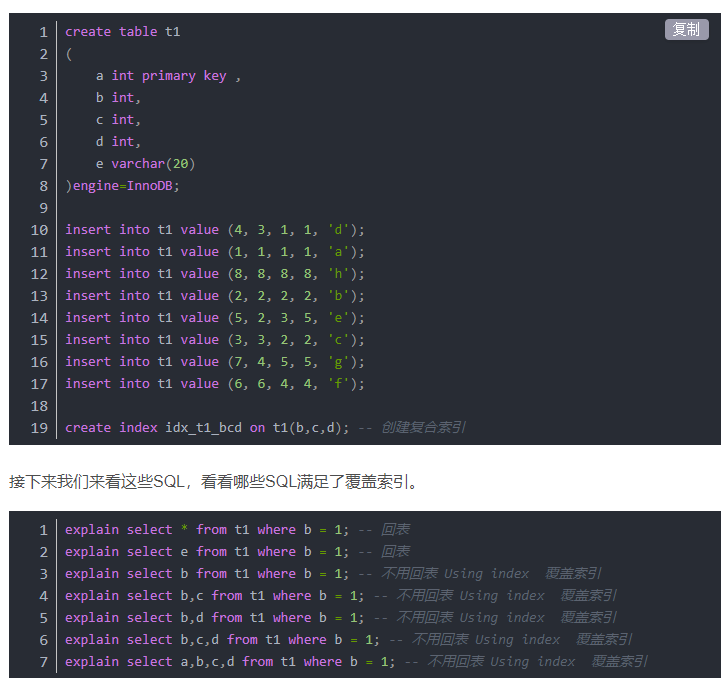 复制
1 create table t1
2 (
3     a int primary key ,
4     b int,
5     c int,
6     d int,
7     e varchar(20)
8 )engine=InnoDB;
9
10 insert into t1 value (4, 3, 1, 1, 'd');
11 insert into t1 value (1, 1, 1, 1, 'a');
12 insert into t1 value (8, 8, 8, 8, 'h');
13 insert into t1 value (2, 2, 2, 2, 'b');
14 insert into t1 value (5, 2, 3, 5, 'e');
15 insert into t1 value (3, 3, 2, 2, 'c');
16 insert into t1 value (7, 4, 5, 5, 'g');
17 insert into t1 value (6, 6, 4, 4, 'f');
18
19 create index idx_t1_bcd on t1(b,c,d); -- 创建复合索引
接下来我们来看这些SQL，看看哪些SQL满足了覆盖索引。
1 explain select * from t1 where b = 1; -- 回表
2 explain select e from t1 where b = 1; -- 回表
3 explain select b from t1 where b = 1; -- 不用回表 Using index  覆盖索引
4 explain select b,c from t1 where b = 1; -- 不用回表 Using index  覆盖索引
5 explain select b,d from t1 where b = 1; -- 不用回表 Using index  覆盖索引
6 explain select b,c,d from t1 where b = 1; -- 不用回表 Using index  覆盖索引
7 explain select a,b,c,d from t1 where b = 1; -- 不用回表 Using index  覆盖索引